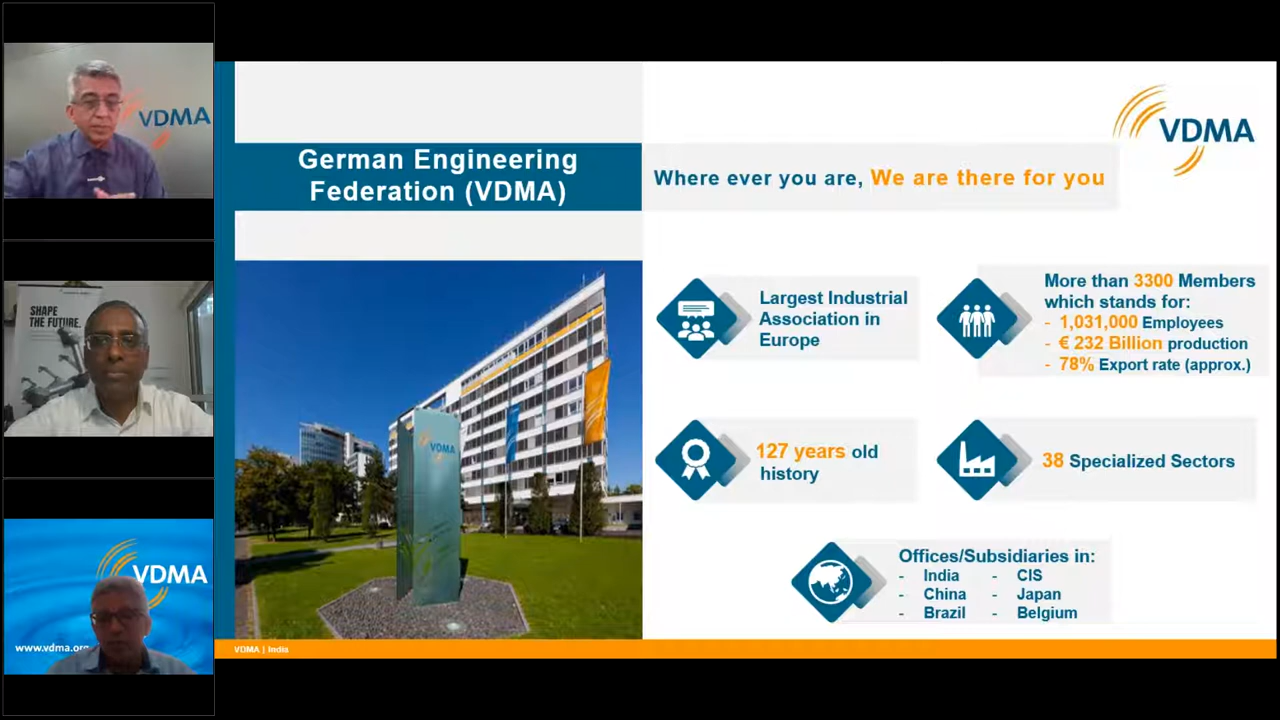 VDMA
SHAPE
THE FUTURE.
VDMA
www.vdma.org
German Engineering
Federation (VDMA)
Where ever you are, We are there for you
VDMA
VDMA
Largest Industrial
Association in
Europe
More than 3300 Members
which stands for:
- 1,031,000 Employees
- € 232 Billion production
- 78% Export rate (approx.)
127 years old
history
38 Specialized Sectors
Offices/Subsidiaries in:
- India - CIS
- China - Japan
- Brazil - Belgium
VDMA | India